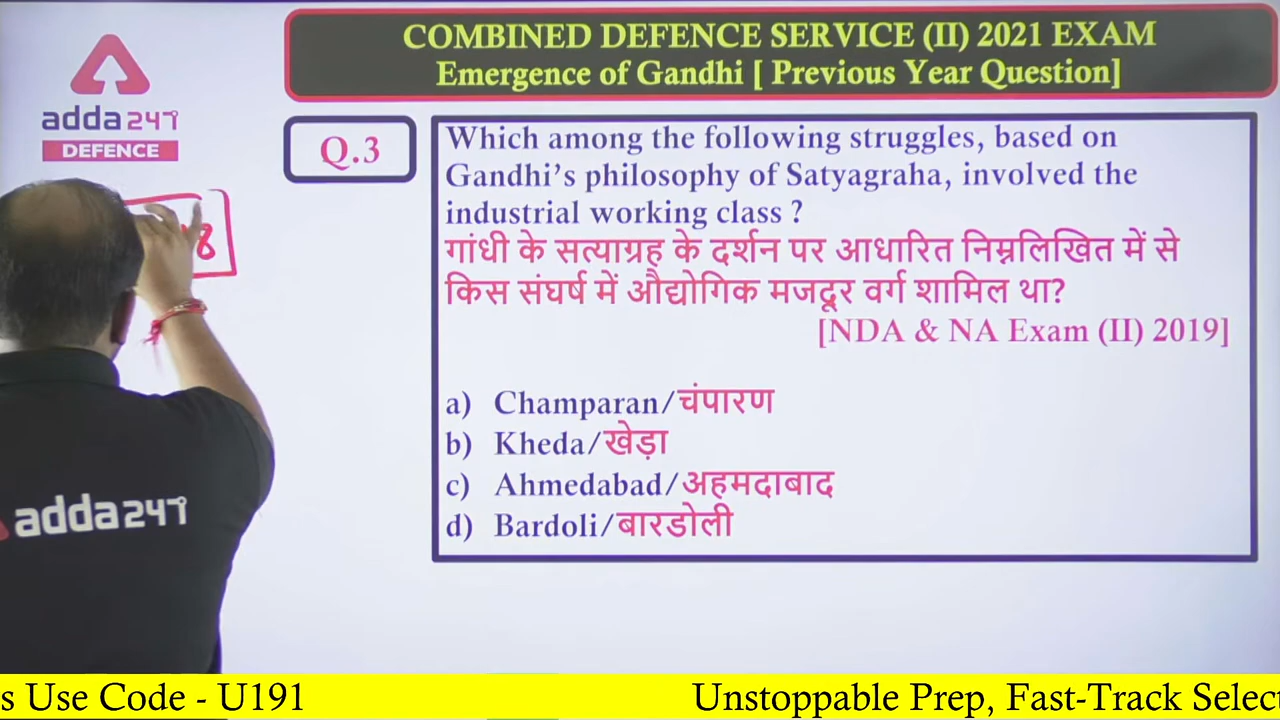 COMBINED DEFENCE SERVICE (II) 2021 EXAM
Emergence of Gandhi [ Previous Year Question]
adda247
DEFENCE
Q.3
Which among the following struggles, based on
Gandhi's philosophy of Satyagraha, involved the
industrial working class ?
गांधी के सत्याग्रह के दर्शन पर आधारित निम्नलिखित में से
किस संघर्ष में औद्योगिक मजदूर वर्ग शामिल था?
[NDA & NA Exam (II) 2019]
a) Champaran/चंपारण
b) Kheda/खेड़ा
c) Ahmedabad/अहमदाबाद
d) Bardoli/बारडोली
8
adda247
s Use Code - U191
Unstoppable Prep, Fast-Track Select